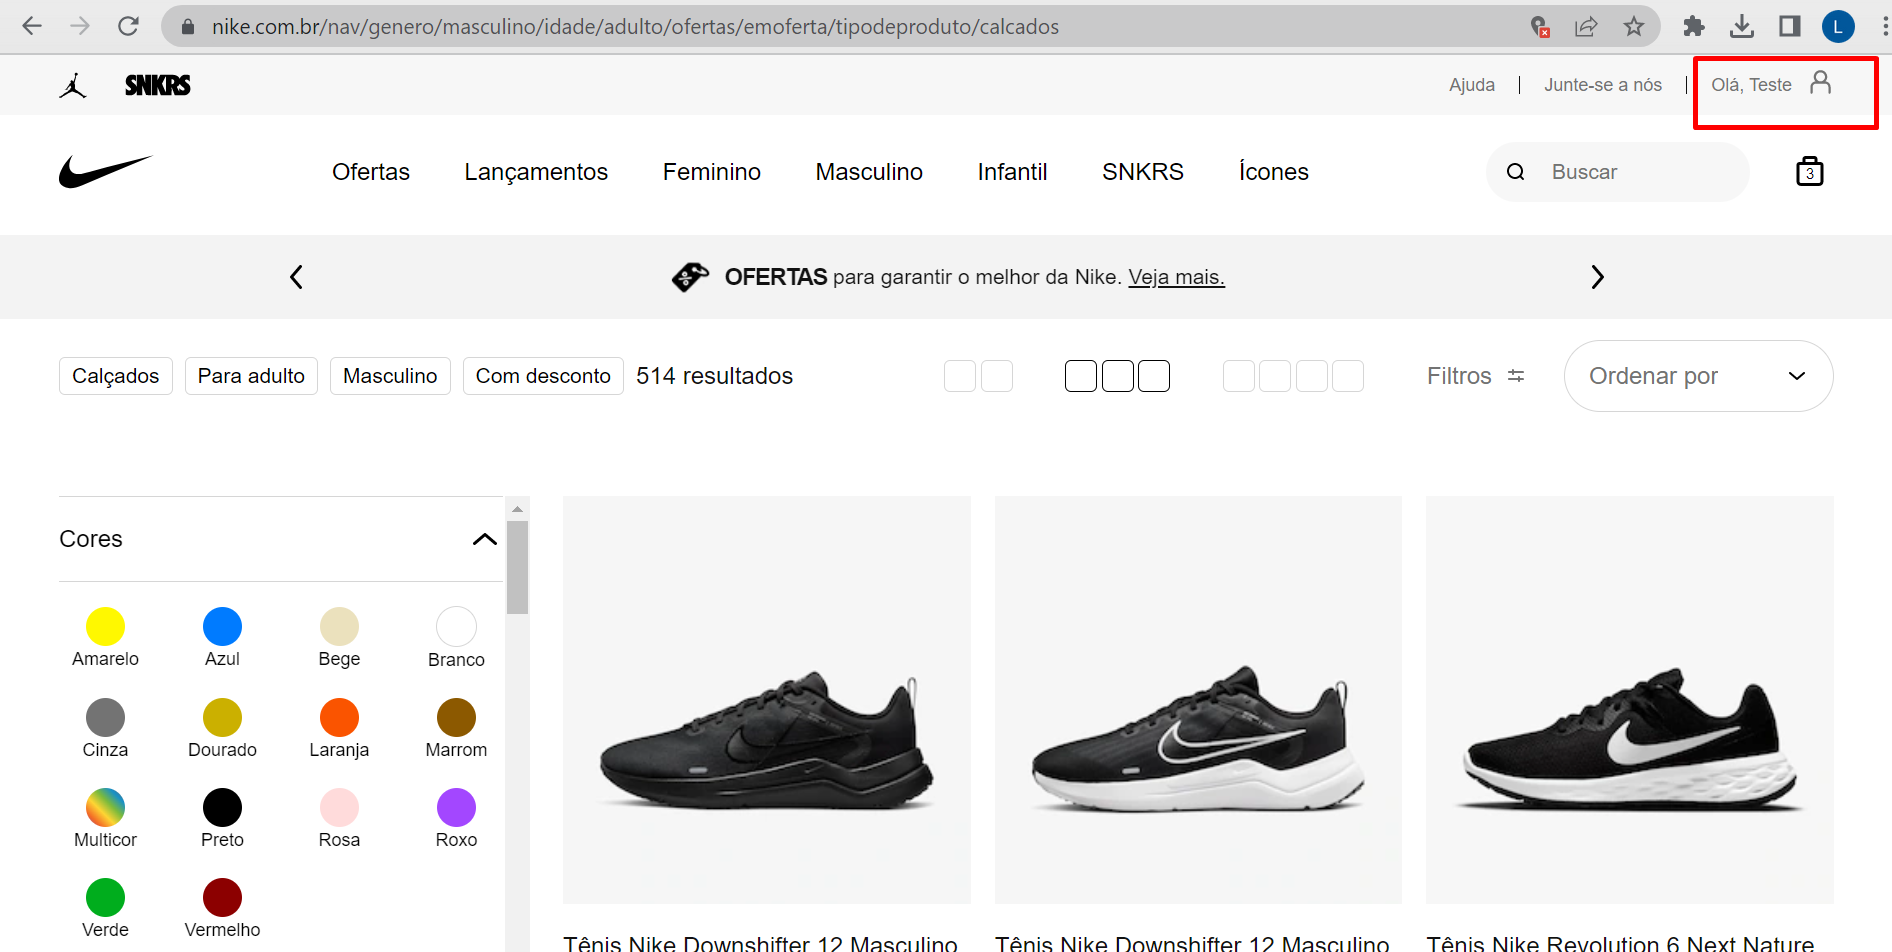 nike.com.br/nav/genero/masculino/idade/adulto/ofertas/emoferta/tipodeproduto/calcados
L
SNKRS
Ajuda | Junte-se a nós | Olá, Teste
Ofertas Lançamentos Feminino Masculino Infantil SNKRS Ícones Buscar 3
OFERTAS para garantir o melhor da Nike. Veja mais.
Calçados Para adulto Masculino Com desconto 514 resultados Filtros Ordenar por
Cores
Amarelo Azul Bege Branco
Cinza Dourado Laranja Marrom
Multicor Preto Rosa Roxo
Verde Vermelho
Tênis Nike Downshifter 12 Masculino Tênis Nike Downshifter 12 Masculino Tênis Nike Revolution 6 Next Nature